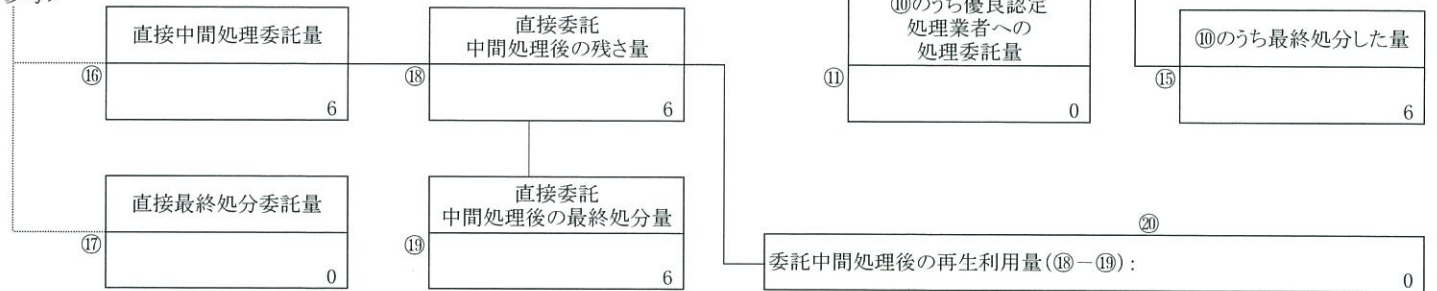 直接中間処理委託量
⑯
6
直接委託
中間処理後の残さ量
⑱
6
⑩のうち優良認定
処理業者への
処理委託量
⑪
0
⑩のうち最終処分した量
⑮
6
直接最終処分委託量
⑰
0
直接委託
中間処理後の最終処分量
⑲
6
⑳
委託中間処理後の再生利用量(⑱－⑲)：
0